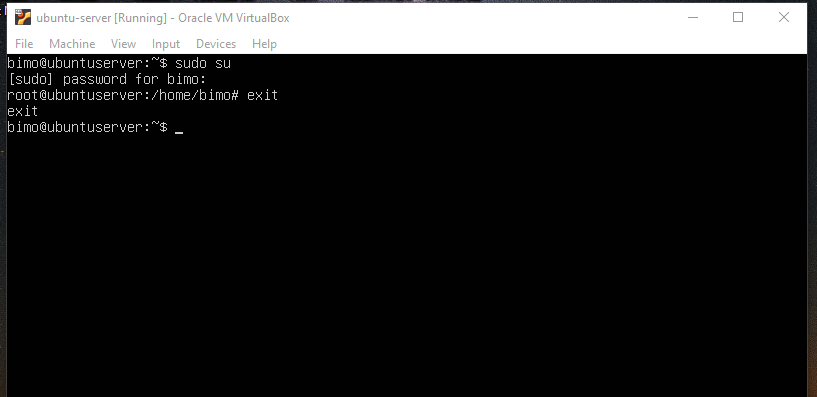 ubuntu-server [Running] - Oracle VM VirtualBox
File Machine View Input Devices Help
bimo@ubuntuserver:~$ sudo su
[sudo] password for bimo:
root@ubuntuserver:/home/bimo# exit
exit
bimo@ubuntuserver:~$ _